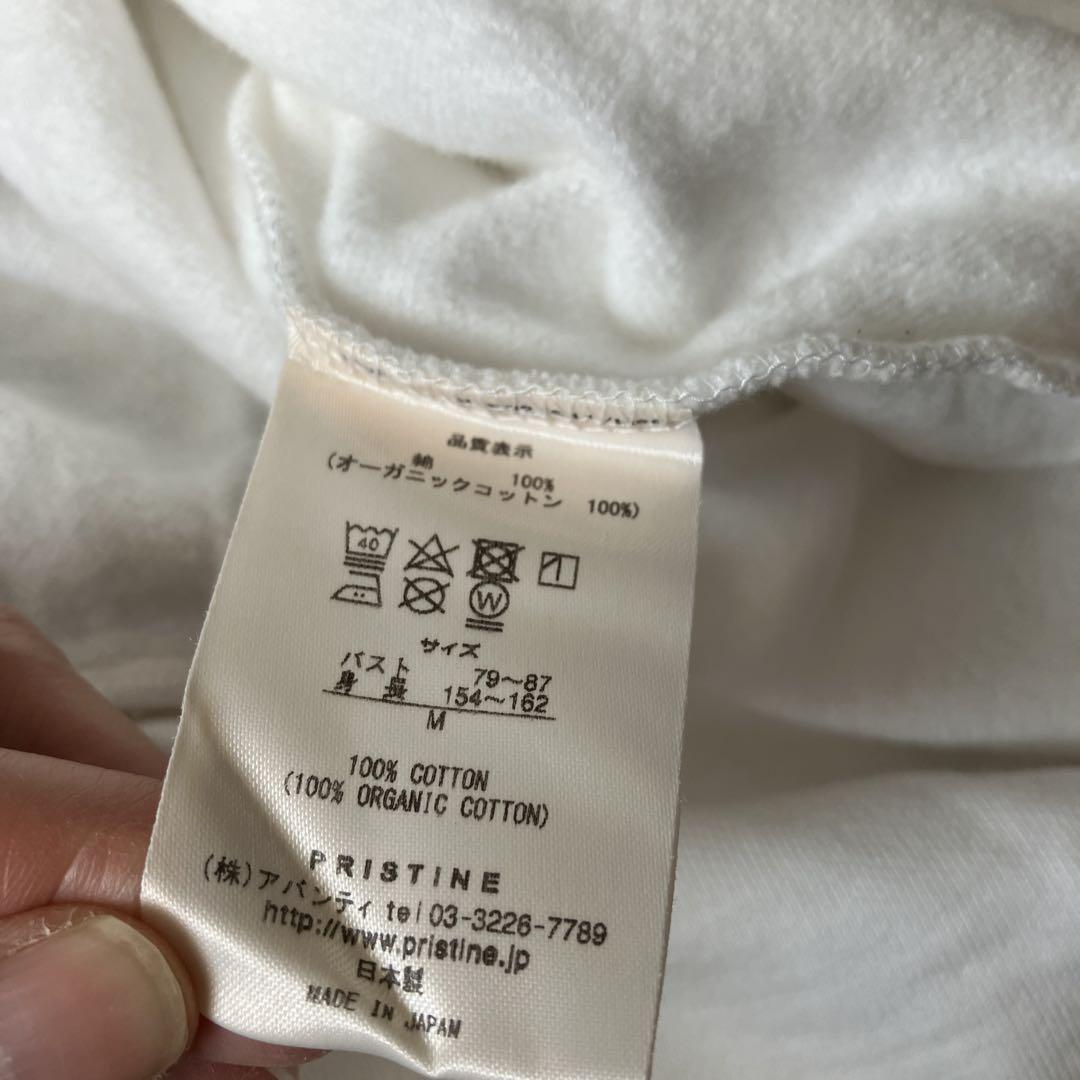 品質表示
綿 100%
(オーガニックコットン 100%)
40
W
サイズ
バスト 79～87
身長 154～162
M
100% COTTON
(100% ORGANIC COTTON)
PRISTINE
(株)アバンティ tel 03-3226-7789
http://www.pristine.jp
日本製
MADE IN JAPAN